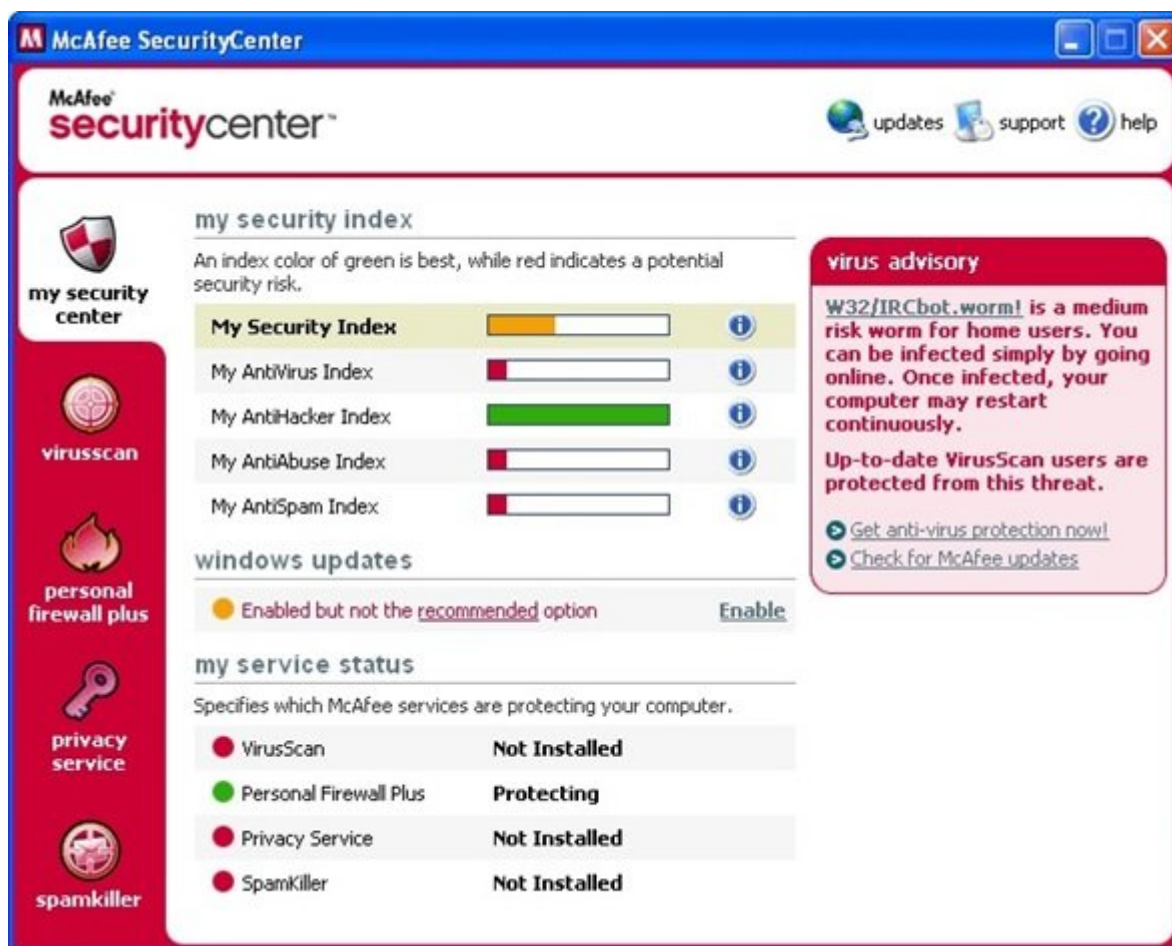 McAfee SecurityCenter
McAfee®
securitycenter™
updates
support
help
my security
center
virusscan
personal
firewall plus
privacy
service
spamkiller
my security index
An index color of green is best, while red indicates a potential
security risk.
My Security Index
My AntiVirus Index
My AntiHacker Index
My AntiAbuse Index
My AntiSpam Index
windows updates
Enabled but not the recommended option Enable
my service status
Specifies which McAfee services are protecting your computer.
VirusScan Not Installed
Personal Firewall Plus Protecting
Privacy Service Not Installed
SpamKiller Not Installed
virus advisory
W32/IRCbot.worm! is a medium
risk worm for home users. You
can be infected simply by going
online. Once infected, your
computer may restart
continuously.
Up-to-date VirusScan users are
protected from this threat.
Get anti-virus protection now!
Check for McAfee updates